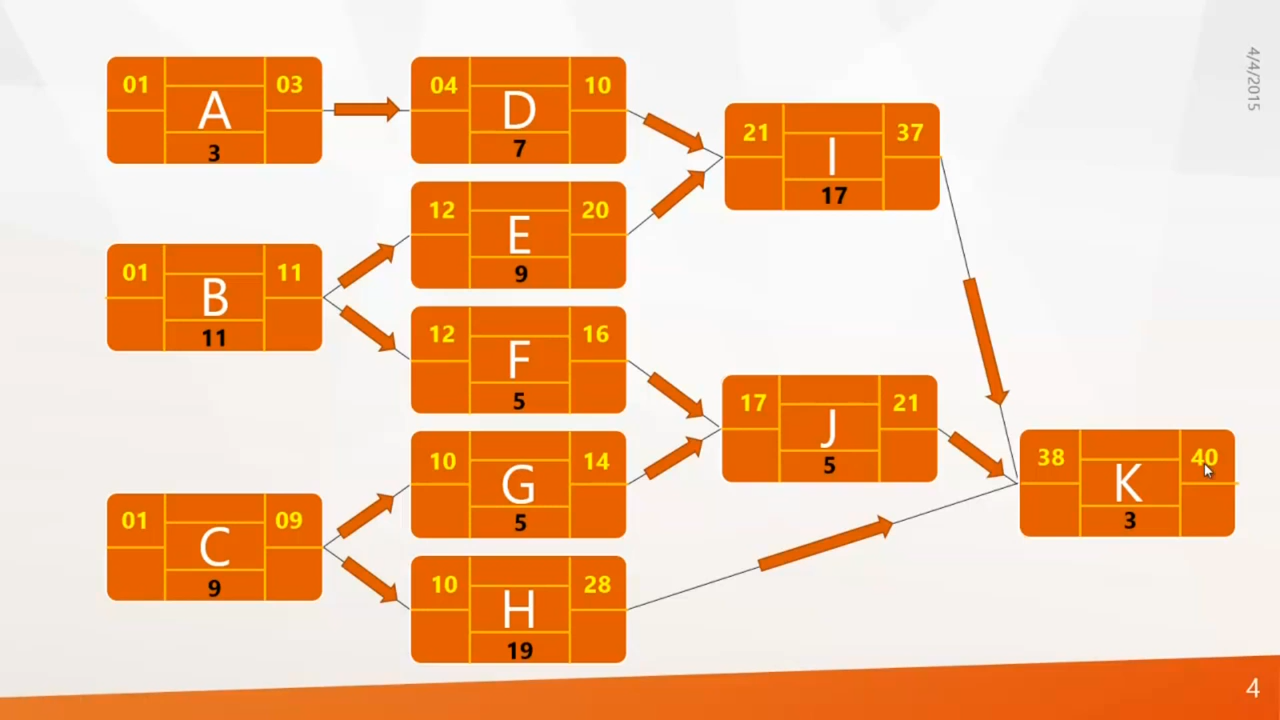 4/4/2015
01 A 03
3
04 D 10
7
21 I 37
17
12 E 20
9
01 B 11
11
12 F 16
5
17 J 21
5
10 G 14
5
38 K 40
3
01 C 09
9
10 H 28
19
4